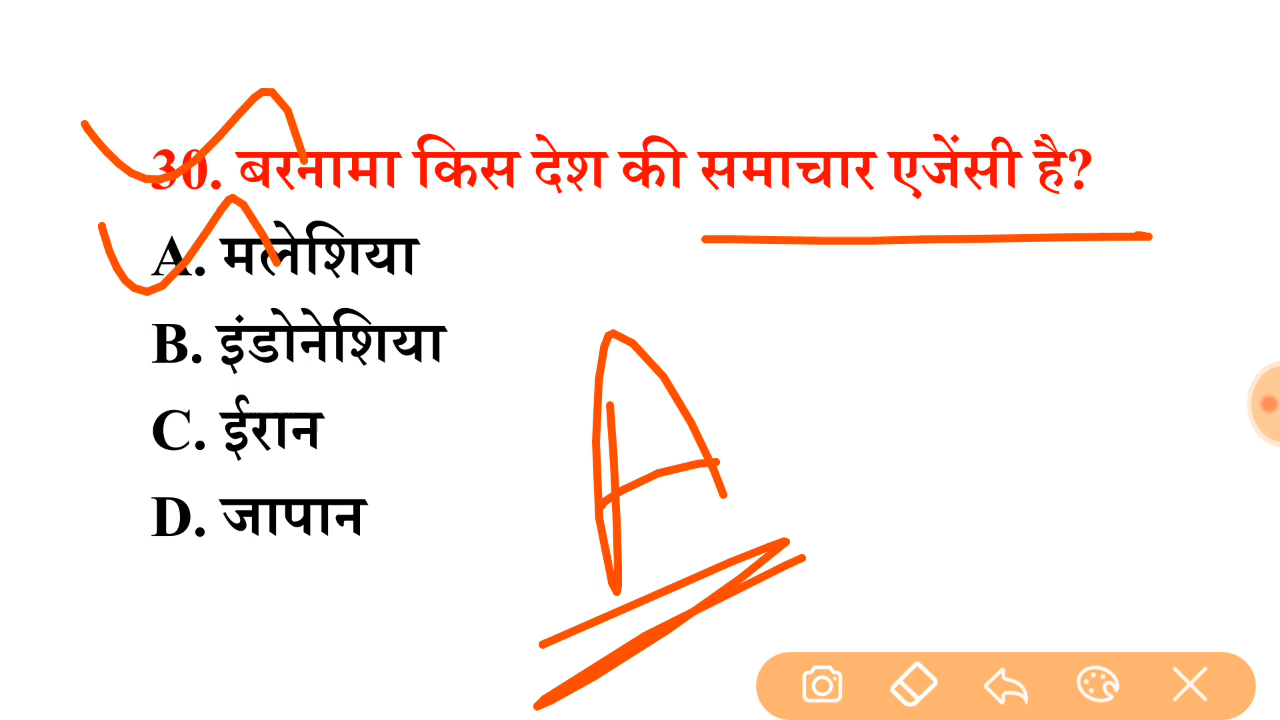 30. बरनामा किस देश की समाचार एजेंसी है?
A. मलेशिया
B. इंडोनेशिया
C. ईरान
D. जापान
A